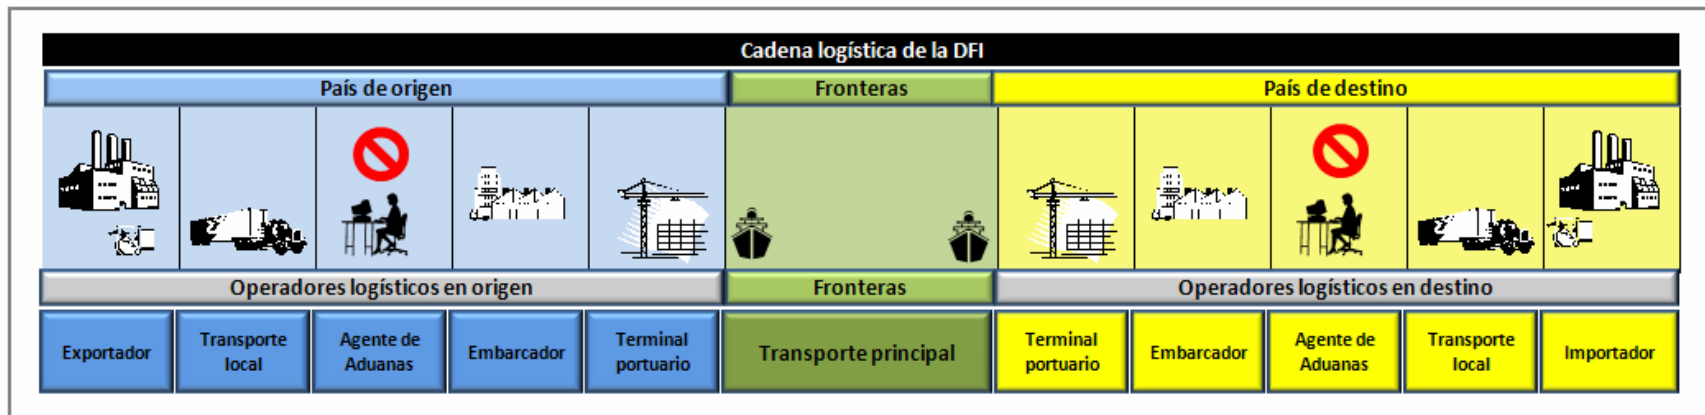 Cadena logística de la DFI
País de origen
Fronteras
País de destino
Operadores logísticos en origen
Fronteras
Operadores logísticos en destino
Exportador
Transporte
local
Agente de
Aduanas
Embarcador
Terminal
portuario
Transporte principal
Terminal
portuario
Embarcador
Agente de
Aduanas
Transporte
local
Importador